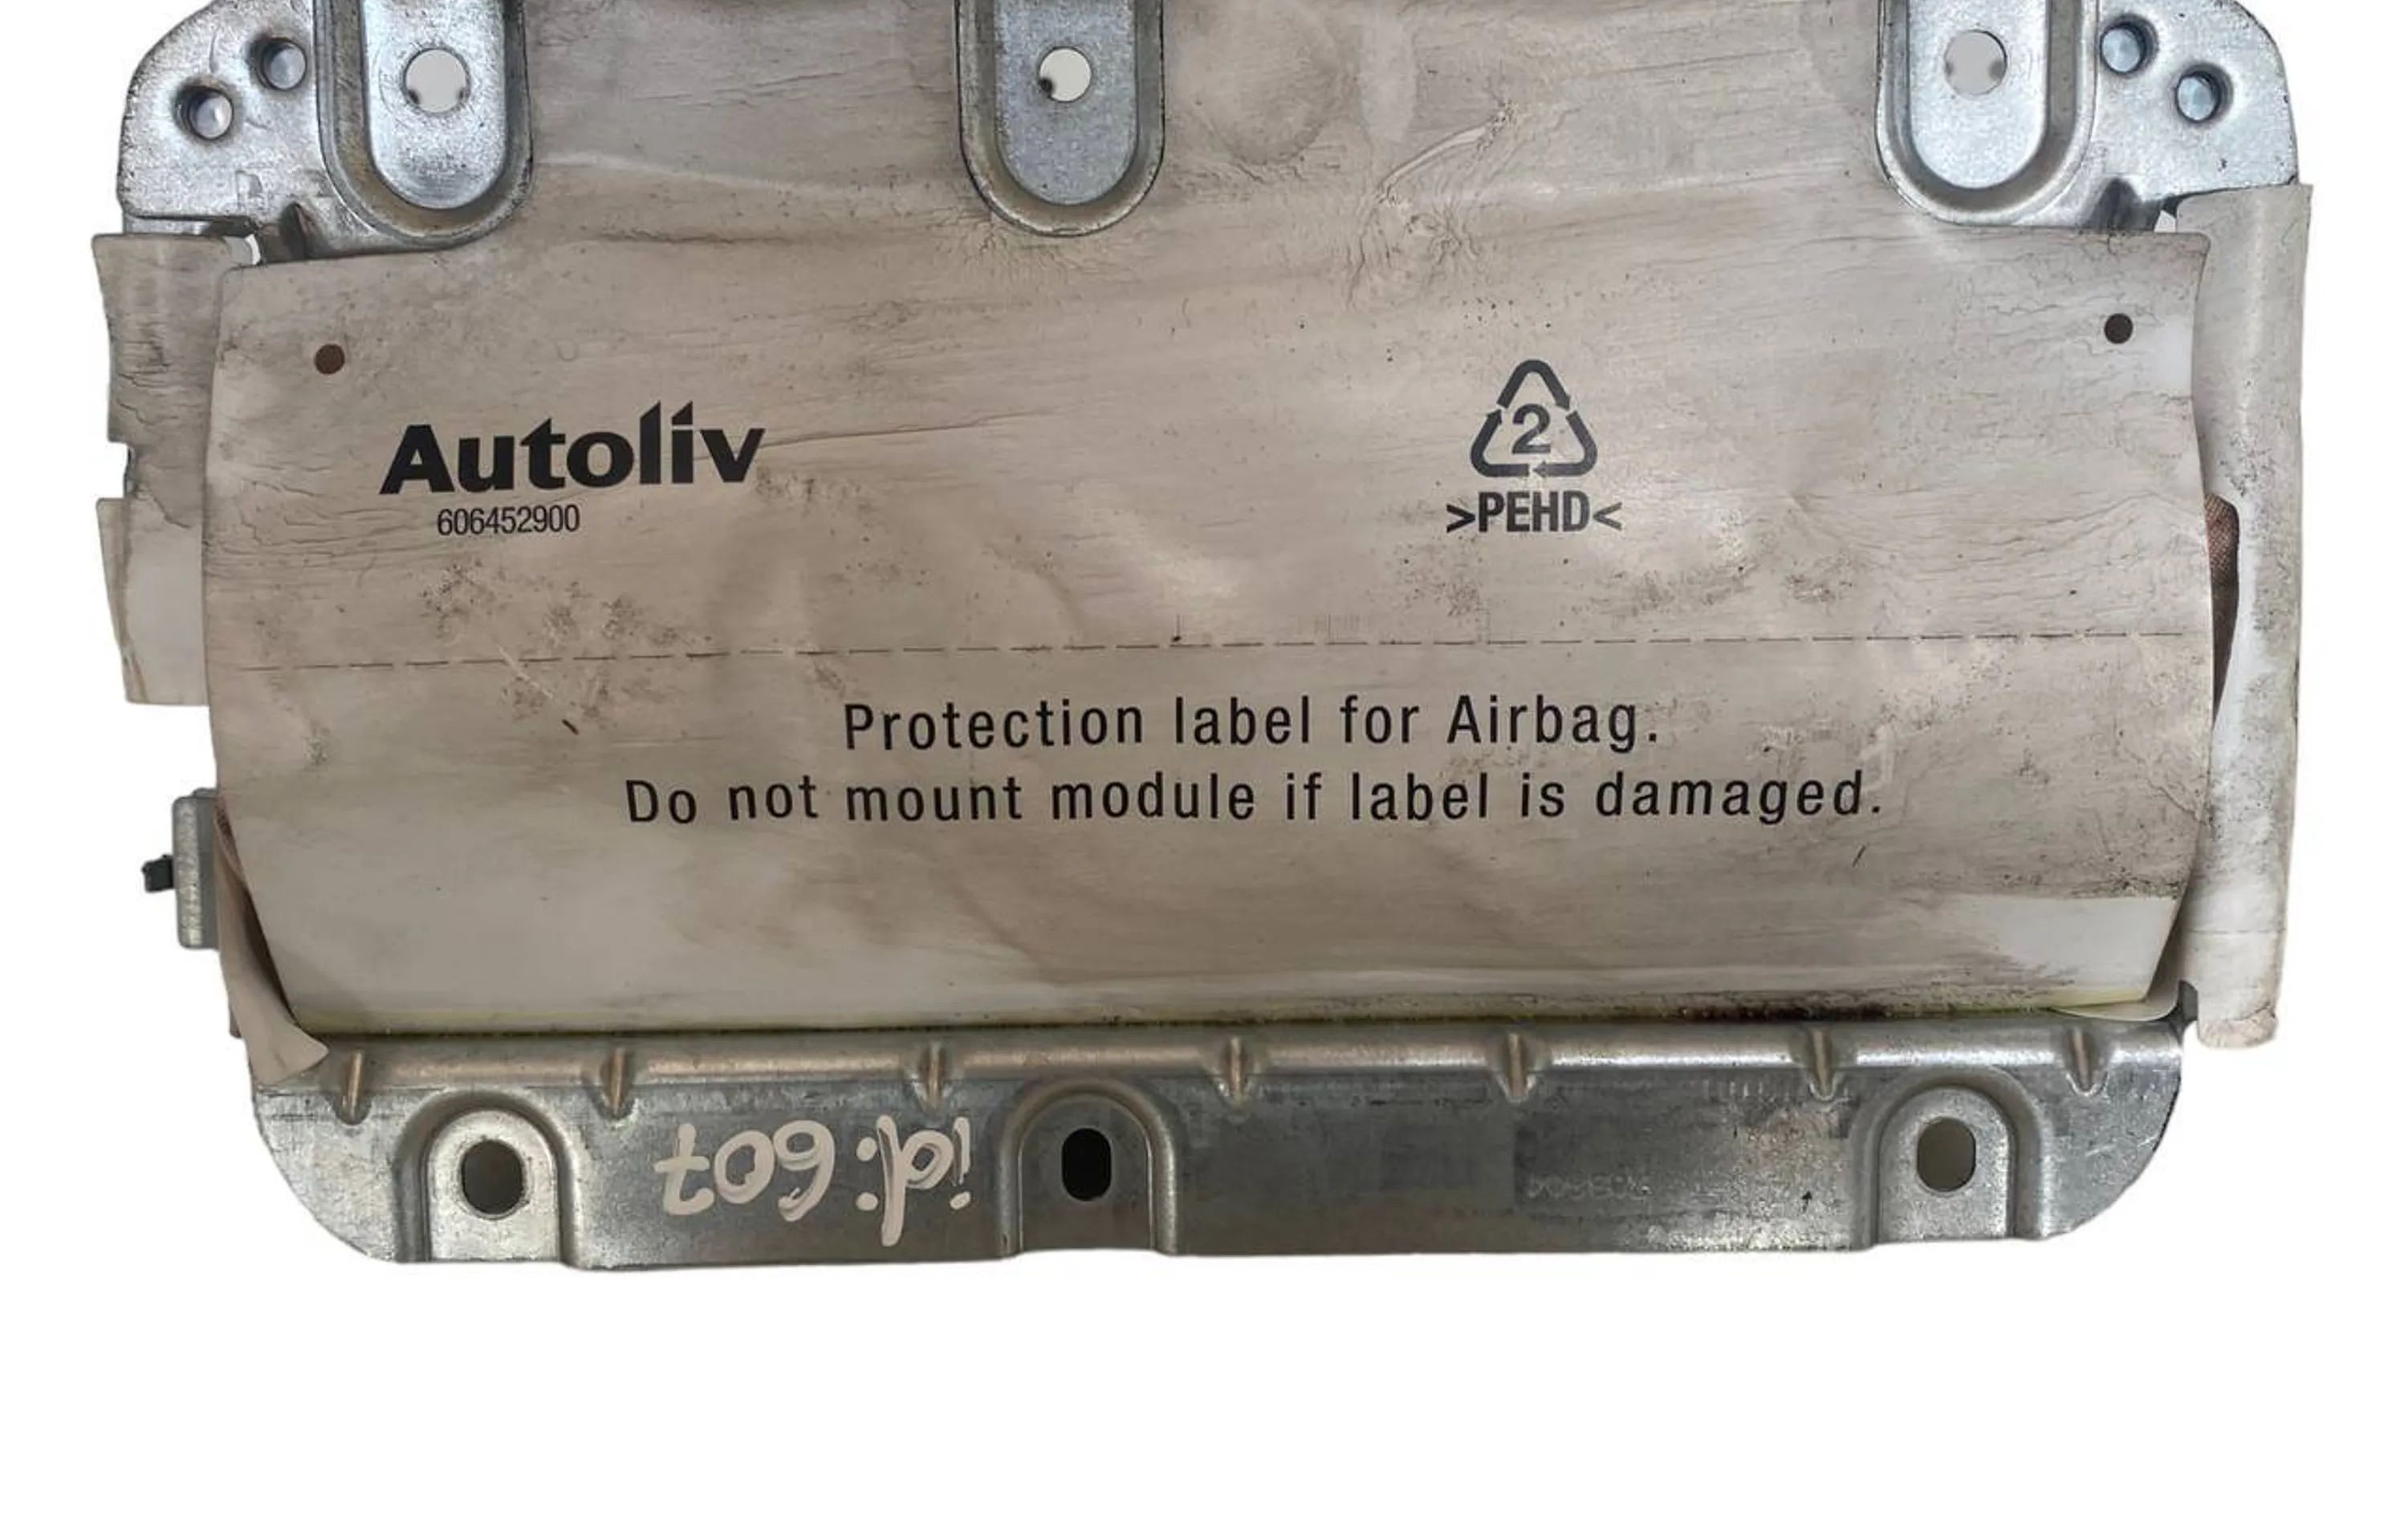 Autoliv
606452900
2
>PEHD<
Protection label for Airbag.
Do not mount module if label is damaged.
id:607